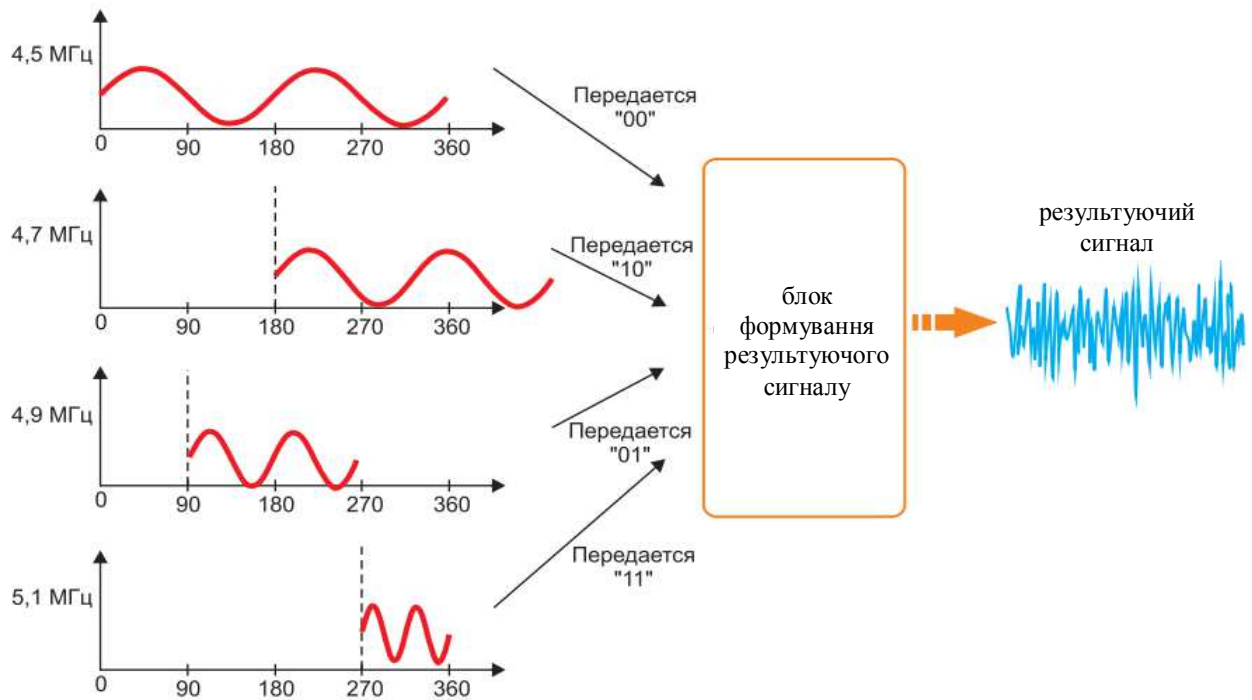 4,5 МГц
0 90 180 270 360
Передается
"00"
4,7 МГц
0 90 180 270 360
Передается
"10"
4,9 МГц
0 90 180 270 360
Передается
"01"
5,1 МГц
0 90 180 270 360
Передается
"11"
блок
формування
результуючого
сигналу
результуючий
сигнал